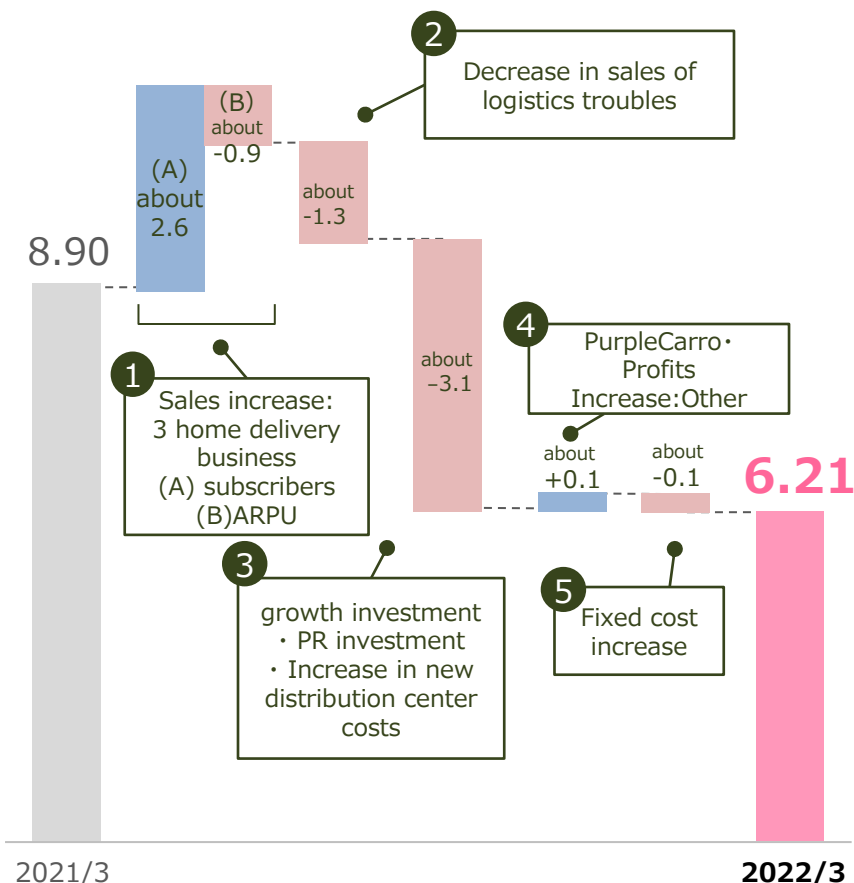 2
Decrease in sales of
logistics troubles
(B)
about
-0.9
(A)
about
2.6
about
-1.3
8.90
about
-3.1
1
Sales increase:
3 home delivery
business
(A) subscribers
(B)ARPU
4
PurpleCarro・
Profits
Increase:Other
about
+0.1
about
-0.1
6.21
3
growth investment
・ PR investment
・ Increase in new
distribution center
costs
5
Fixed cost
increase
2021/3
2022/3